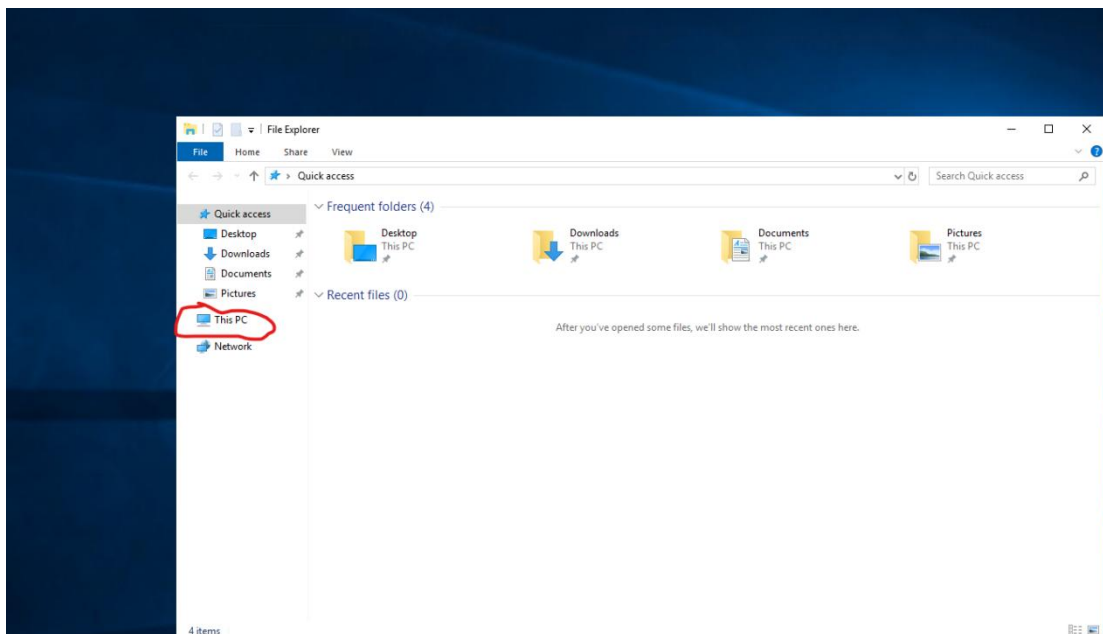 File Explorer
File Home Share View
Quick access
Search Quick access
Quick access
Desktop
Downloads
Documents
Pictures
This PC
Network
Frequent folders (4)
Desktop
This PC
Downloads
This PC
Documents
This PC
Pictures
This PC
Recent files (0)
After you've opened some files, we'll show the most recent ones here.
4 items